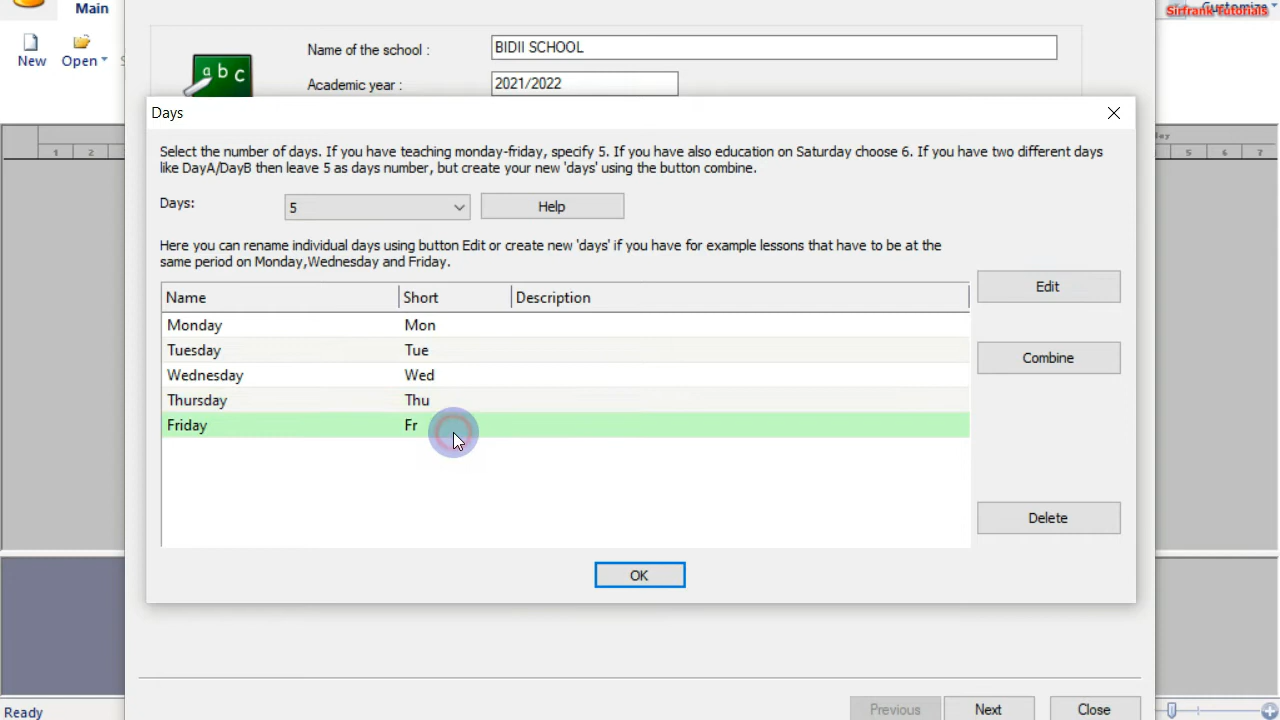 Main
Customize
Sirfrank Tutorials
New
Open
Name of the school :
BIDII SCHOOL
a b c
Academic year :
2021/2022
Days
Select the number of days. If you have teaching monday-friday, specify 5. If you have also education on Saturday choose 6. If you have two different days
like DayA/DayB then leave 5 as days number, but create your new 'days' using the button combine.
1 2
5 6 7
Days:
5
Help
Here you can rename individual days using button Edit or create new 'days' if you have for example lessons that have to be at the
same period on Monday,Wednesday and Friday.
Edit
Name Short Description
Monday Mon
Tuesday Tue
Combine
Wednesday Wed
Thursday Thu
Friday Fr
Delete
OK
Ready
Previous
Next
Close